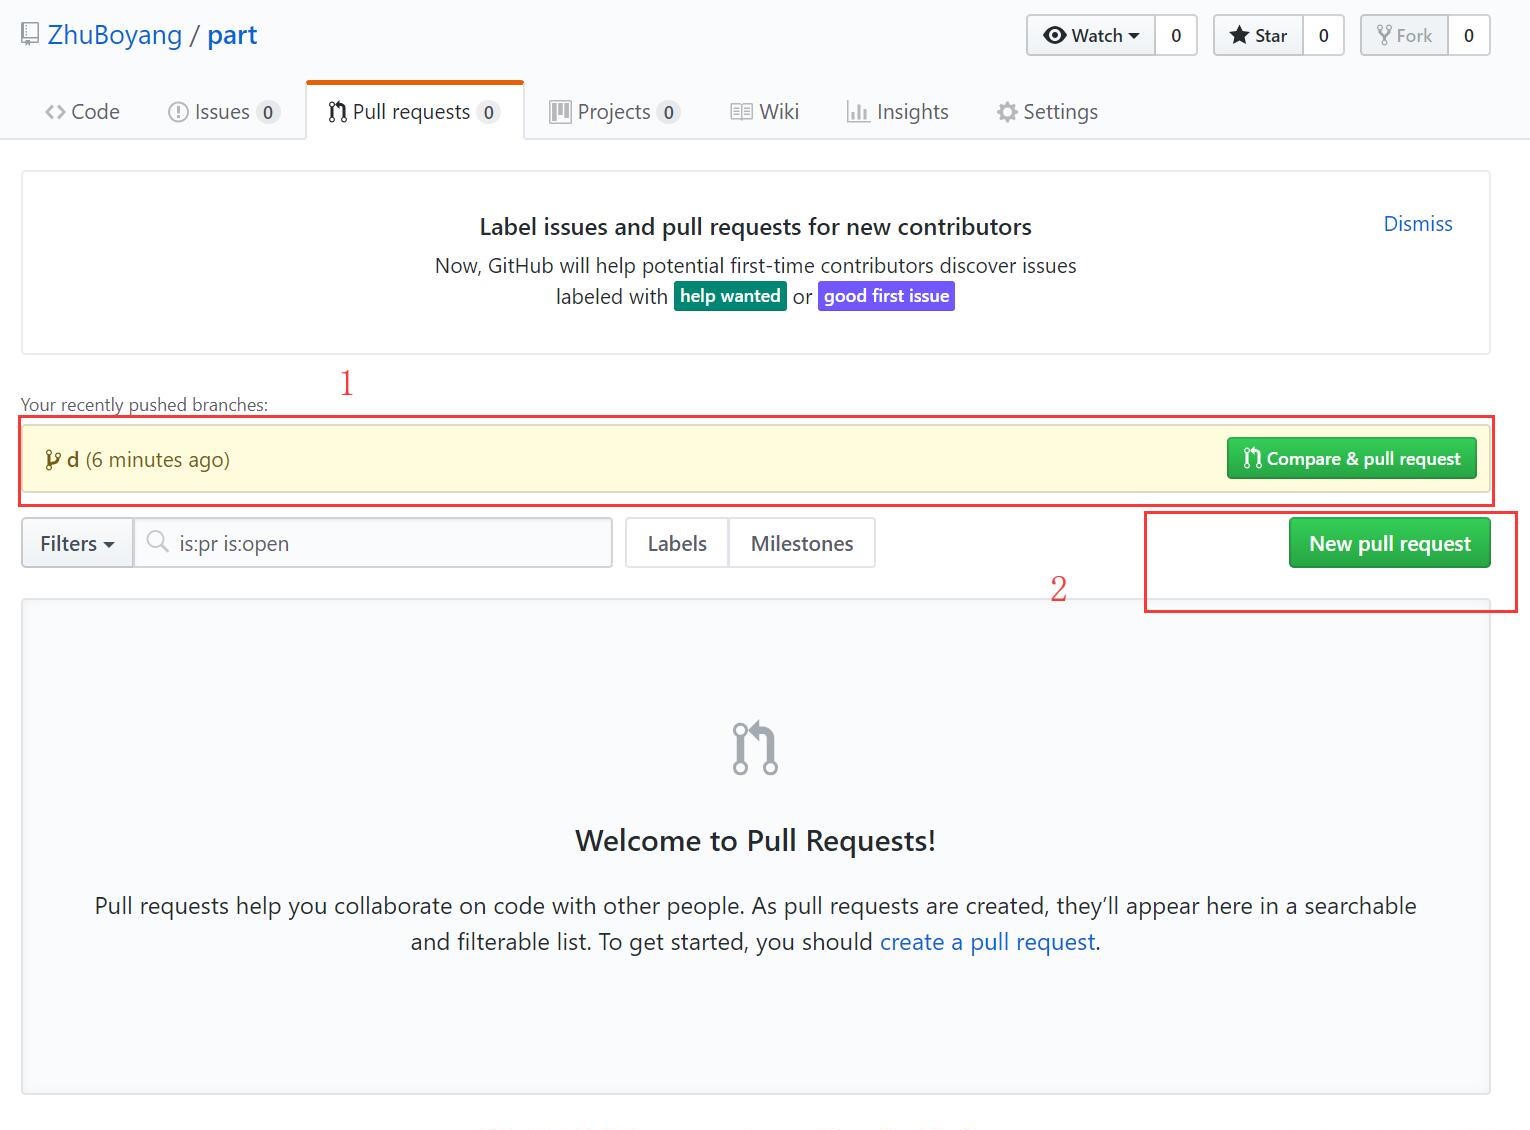 ZhuBoyang / part
Watch 0 Star 0 Fork 0
Code Issues 0 Pull requests 0 Projects 0 Wiki Insights Settings
Label issues and pull requests for new contributors
Dismiss
Now, GitHub will help potential first-time contributors discover issues
labeled with help wanted or good first issue
1
Your recently pushed branches:
d (6 minutes ago) Compare & pull request
Filters is:pr is:open Labels Milestones New pull request
2
Welcome to Pull Requests!
Pull requests help you collaborate on code with other people. As pull requests are created, they’ll appear here in a searchable
and filterable list. To get started, you should create a pull request.